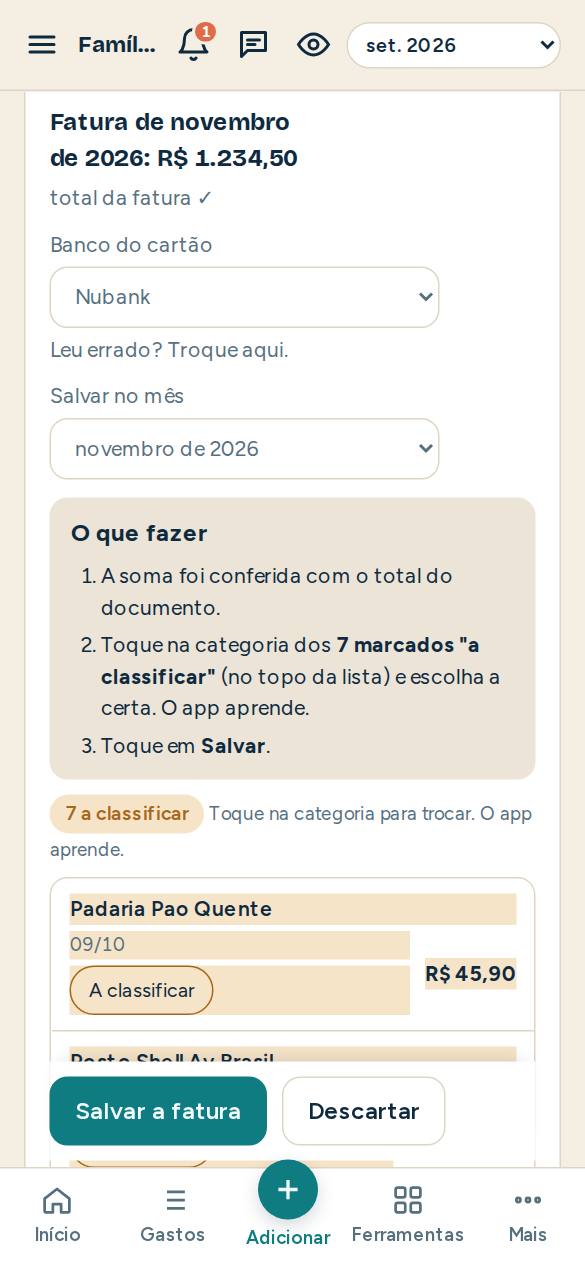 Famíl...
1
set. 2026
Fatura de novembro
de 2026: R$ 1.234,50
total da fatura ✓
Banco do cartão
Nubank
Leu errado? Troque aqui.
Salvar no mês
novembro de 2026
O que fazer
1. A soma foi conferida com o total do
documento.
2. Toque na categoria dos 7 marcados "a
classificar" (no topo da lista) e escolha a
certa. O app aprende.
3. Toque em Salvar.
7 a classificar Toque na categoria para trocar. O app
aprende.
Padaria Pao Quente
09/10
R$ 45,90
A classificar
Posto Shell Av Brasil
Salvar a fatura
Descartar
Início
Gastos
Adicionar
Ferramentas
Mais